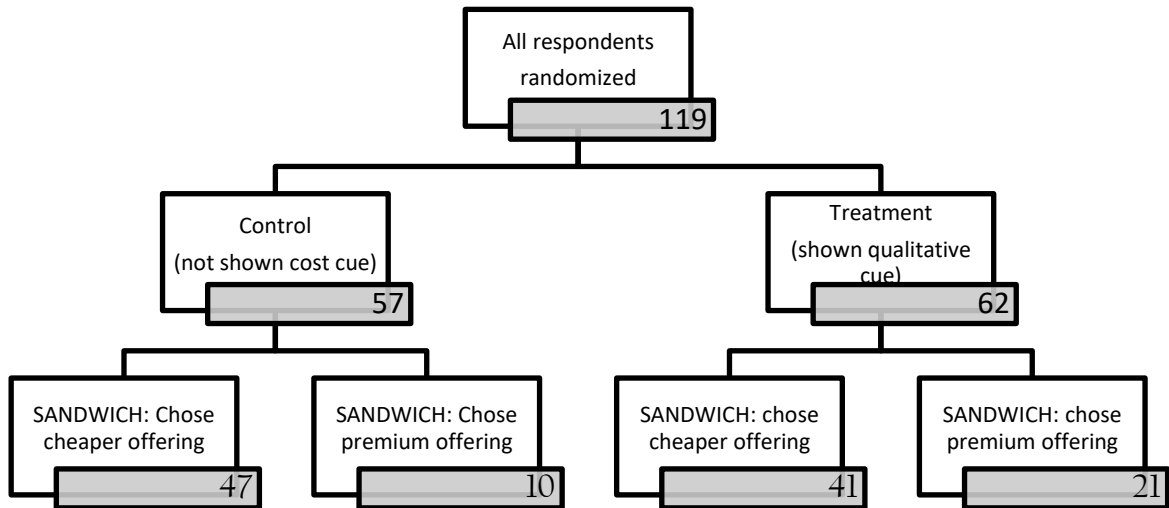 All respondents
randomized
119
Control
(not shown cost cue)
57
Treatment
(shown qualitative
cue)
62
SANDWICH: Chose
cheaper offering
47
SANDWICH: Chose
premium offering
10
SANDWICH: chose
cheaper offering
41
SANDWICH: chose
premium offering
21